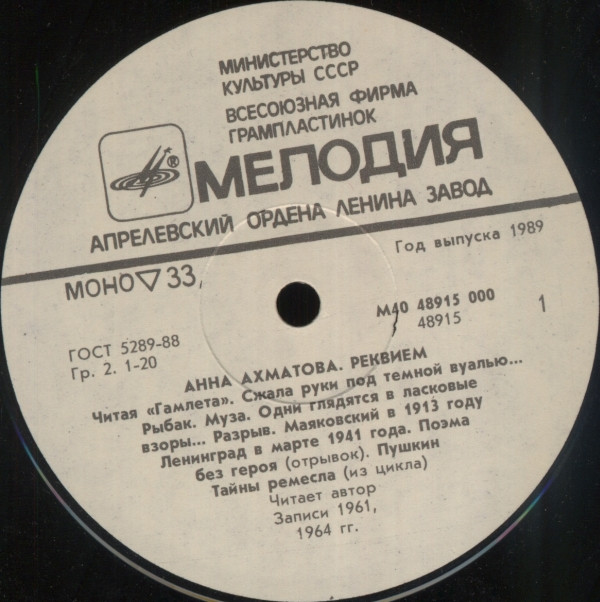 МИНИСТЕРСТВО
КУЛЬТУРЫ СССР
ВСЕСОЮЗНАЯ ФИРМА
ГРАМПЛАСТИНОК
®
МЕЛОДИЯ
АПРЕЛЕВСКИЙ ОРДЕНА ЛЕНИНА ЗАВОД
Год выпуска 1989
МОНО ▽ 33
М40 48915 000
48915
1
ГОСТ 5289-88
Гр. 2. 1-20
АННА АХМАТОВА. РЕКВИЕМ
Читая «Гамлета». Сжала руки под темной вуалью...
Рыбак. Муза. Одни глядятся в ласковые
взоры... Разрыв. Маяковский в 1913 году
Ленинград в марте 1941 года. Поэма
без героя (отрывок). Пушкин
Тайны ремесла (из цикла)
Читает автор
Записи 1961,
1964 гг.